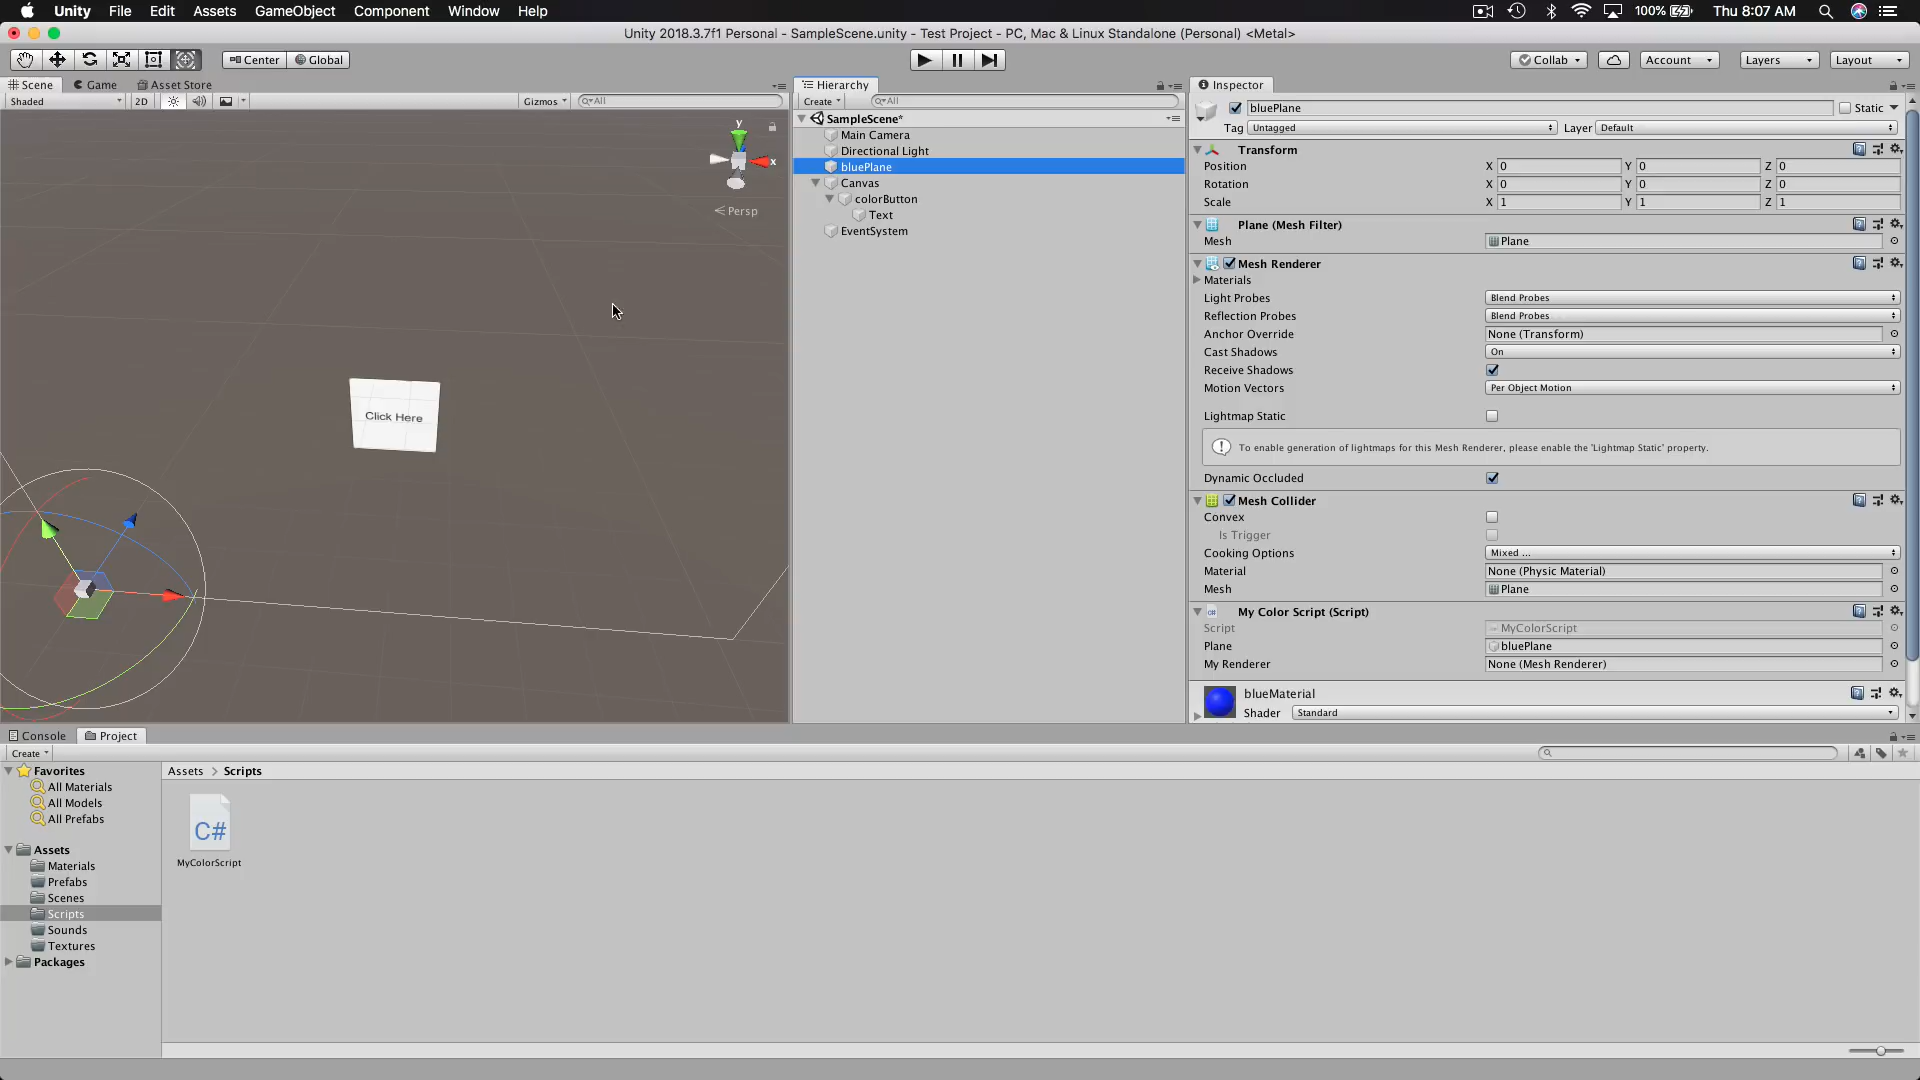 Unity File Edit Assets GameObject Component Window Help 100% Thu 8:07 AM
Unity 2018.3.7f1 Personal - SampleScene.unity - Test Project - PC, Mac & Linux Standalone (Personal) <Metal>
Center Global Collab Account Layers Layout
Scene Game Asset Store
Shaded 2D Gizmos All
y
x
Persp
Click Here
Hierarchy
Create All
SampleScene*
Main Camera
Directional Light
bluePlane
Canvas
colorButton
Text
EventSystem
Inspector
bluePlane Static
Tag Untagged Layer Default
Transform
Position X 0 Y 0 Z 0
Rotation X 0 Y 0 Z 0
Scale X 1 Y 1 Z 1
Plane (Mesh Filter)
Mesh Plane
Mesh Renderer
Materials
Light Probes Blend Probes
Reflection Probes Blend Probes
Anchor Override None (Transform)
Cast Shadows On
Receive Shadows
Motion Vectors Per Object Motion
Lightmap Static
To enable generation of lightmaps for this Mesh Renderer, please enable the 'Lightmap Static' property.
Dynamic Occluded
Mesh Collider
Convex
Is Trigger
Cooking Options Mixed ...
Material None (Physic Material)
Mesh Plane
My Color Script (Script)
Script MyColorScript
Plane bluePlane
My Renderer None (Mesh Renderer)
blueMaterial
Shader Standard
Console Project
Create
Favorites
All Materials
All Models
All Prefabs
Assets
Materials
Prefabs
Scenes
Scripts
Sounds
Textures
Packages
Assets > Scripts
C#
MyColorScript